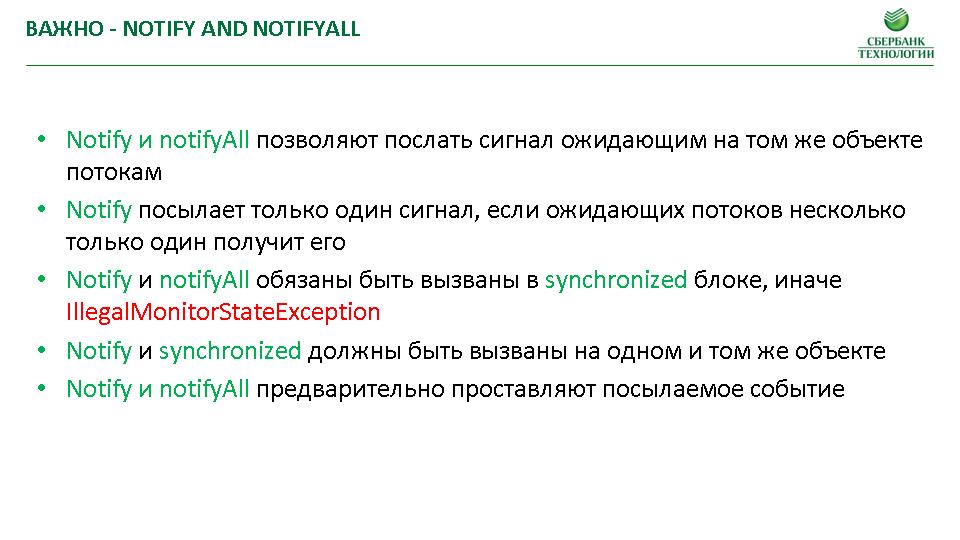 ВАЖНО - NOTIFY AND NOTIFYALL
СБЕРБАНК
ТЕХНОЛОГИИ
• Notify и notifyAll позволяют послать сигнал ожидающим на том же объекте
потокам
• Notify посылает только один сигнал, если ожидающих потоков несколько
только один получит его
• Notify и notifyAll обязаны быть вызваны в synchronized блоке, иначе
IllegalMonitorStateException
• Notify и synchronized должны быть вызваны на одном и том же объекте
• Notify и notifyAll предварительно проставляют посылаемое событие